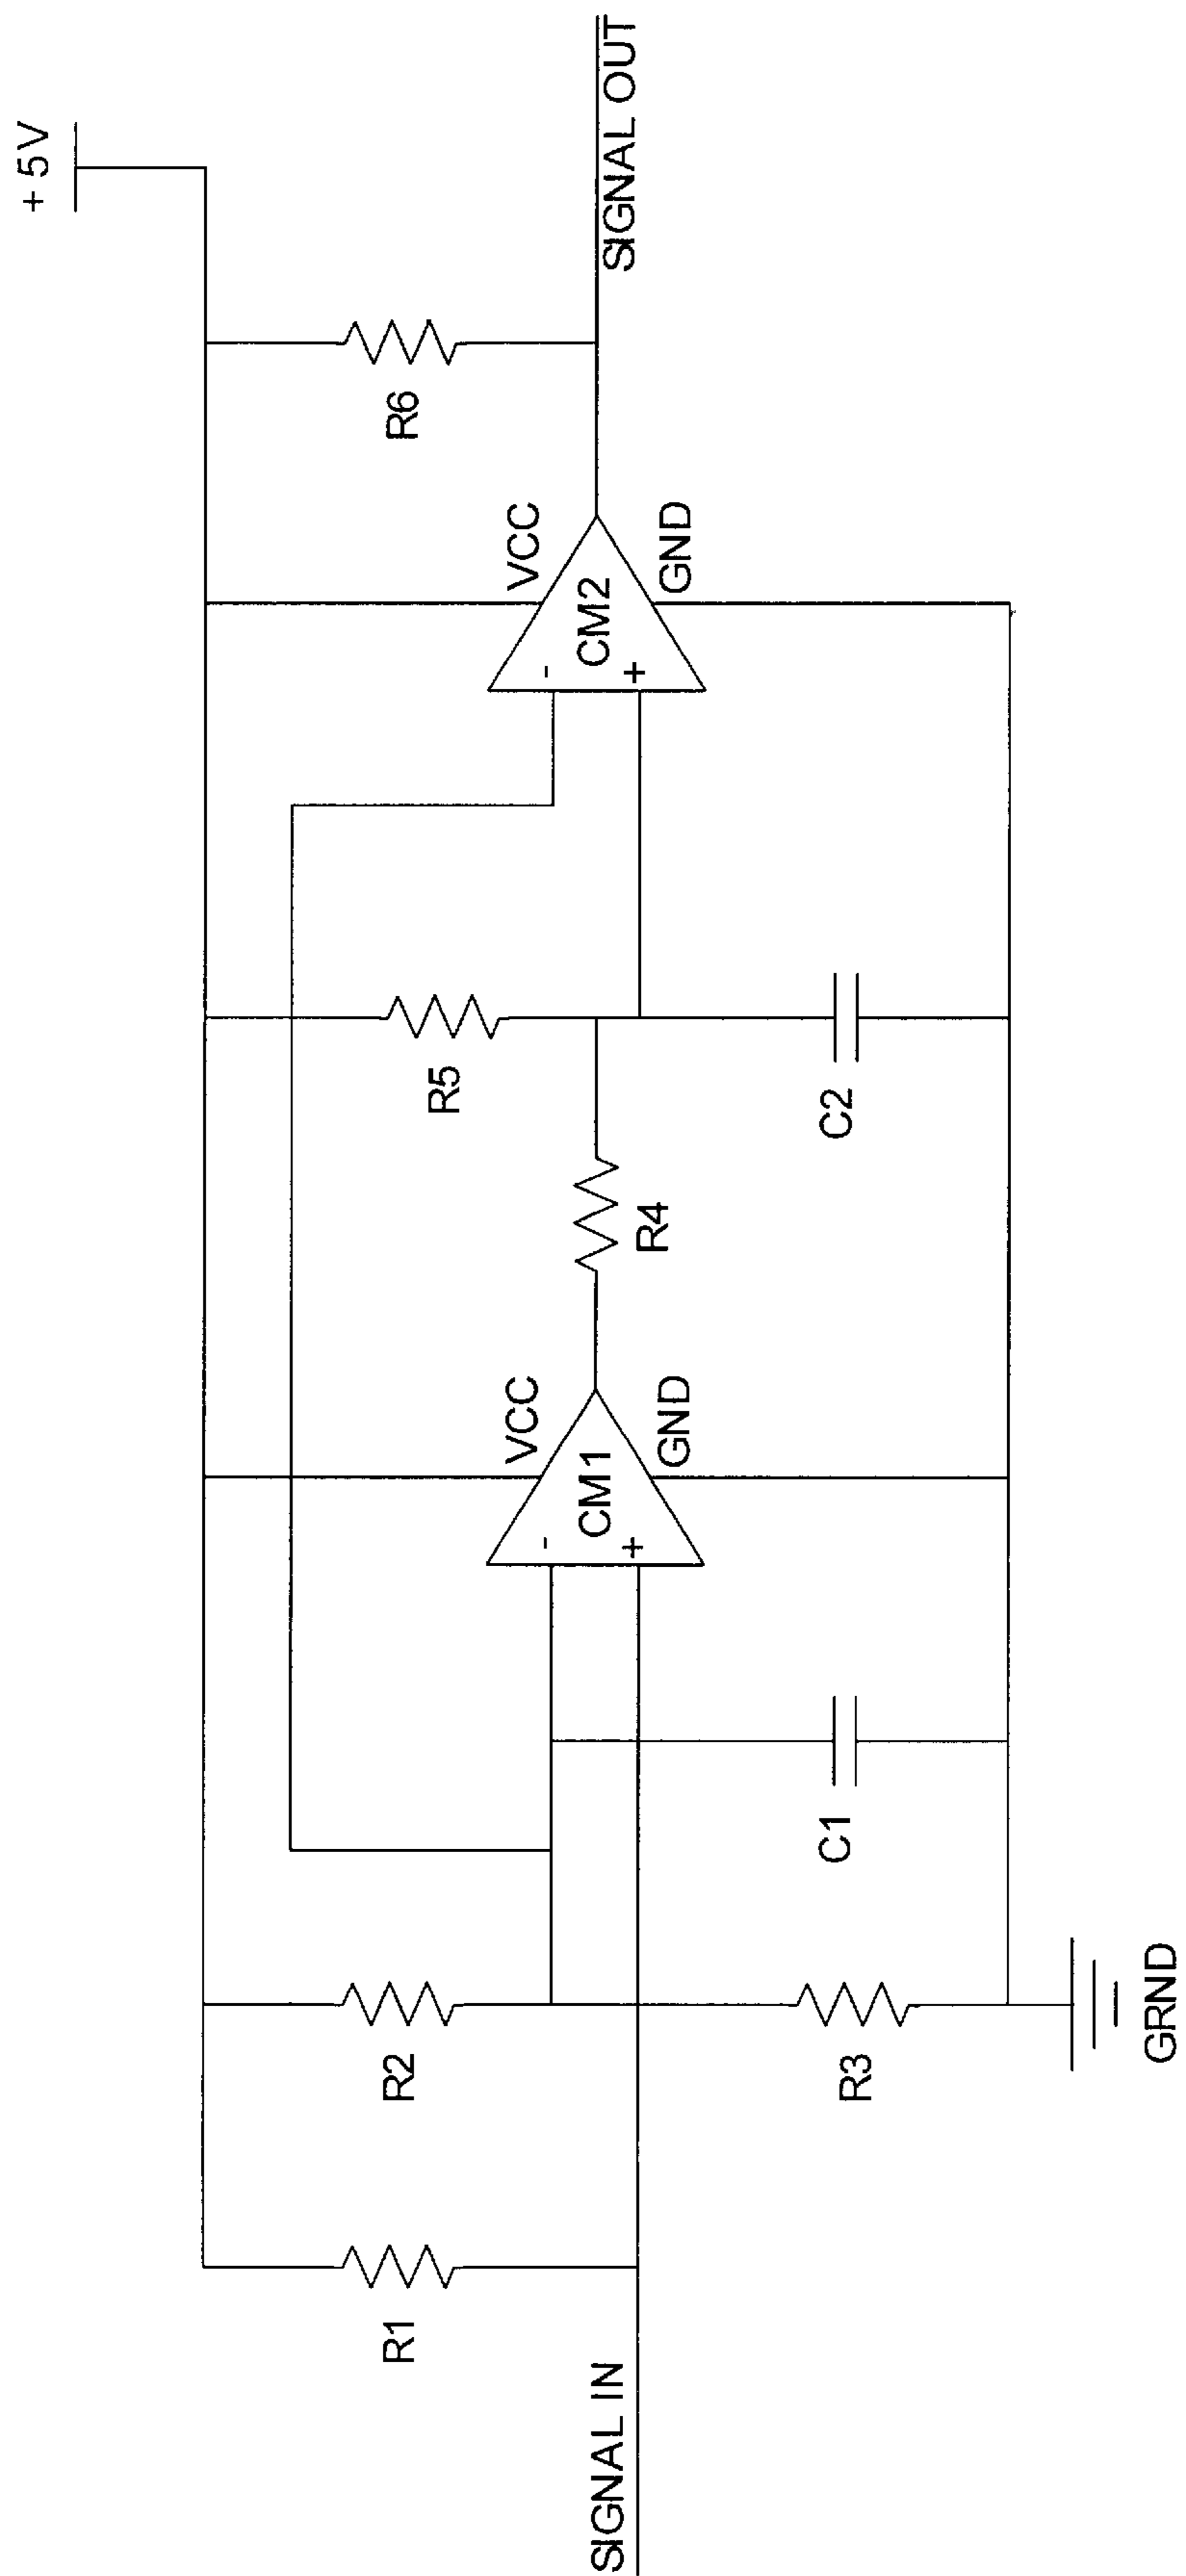 +5V
R1
R2
R5
R6
SIGNAL IN
-
+
CM1
VCC
GND
R4
-
+
CM2
VCC
GND
SIGNAL OUT
R3
C1
C2
GRND